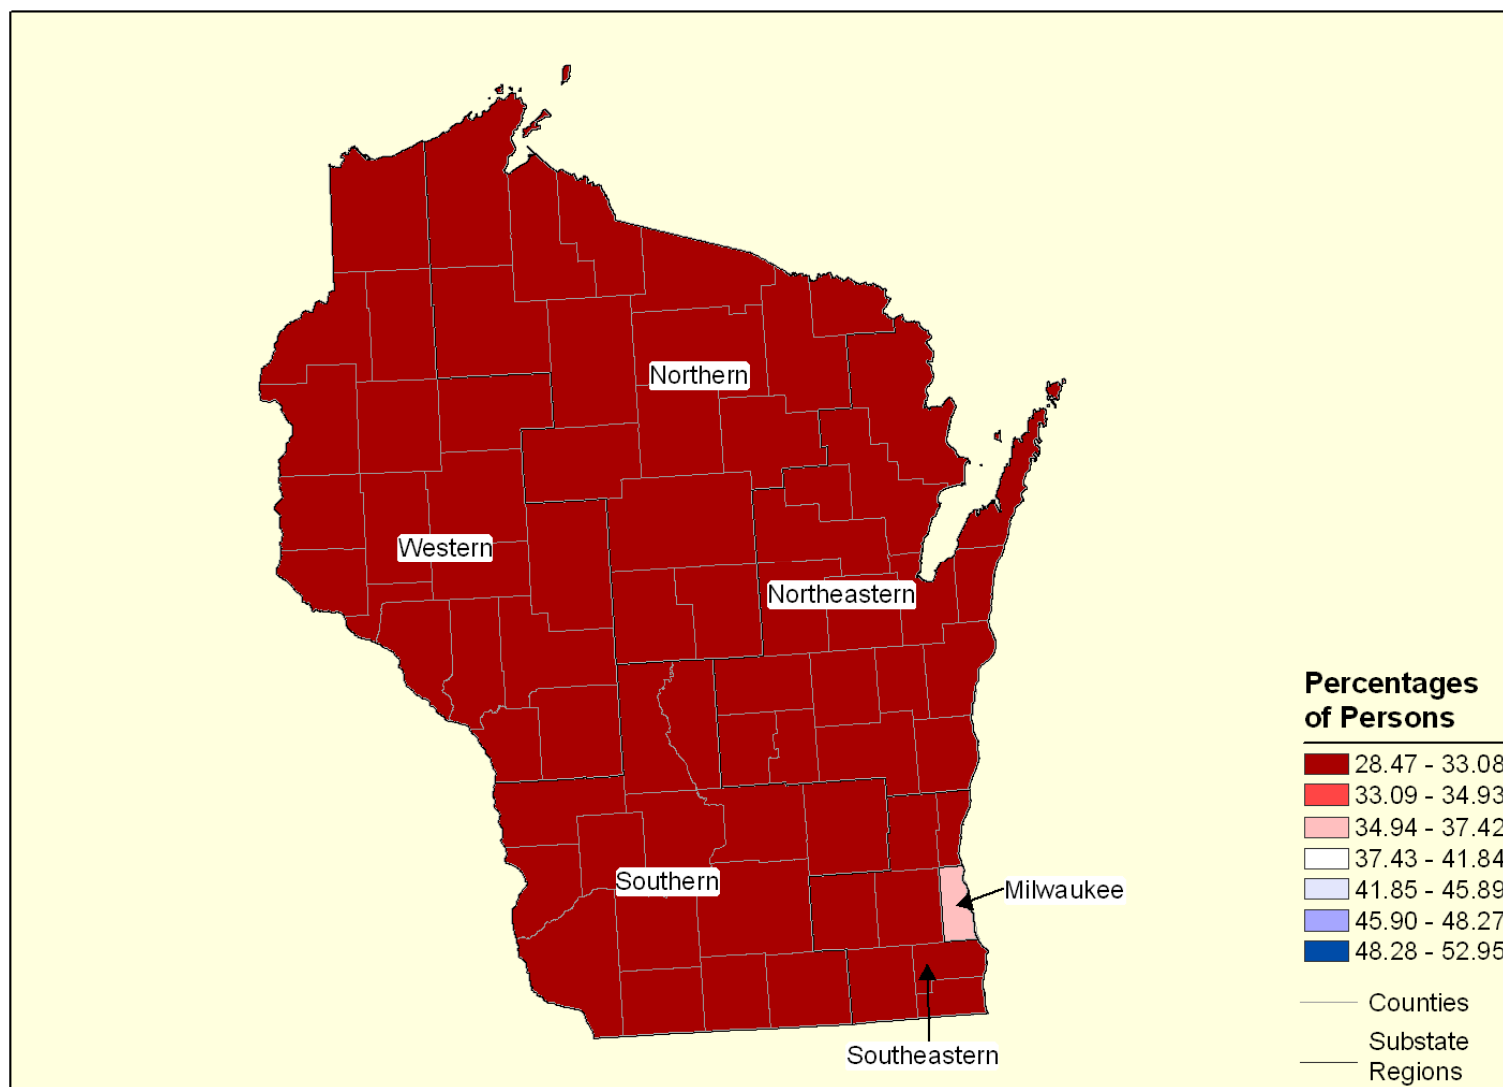 Northern
Western
Northeastern
Southern
Milwaukee
Southeastern
Percentages
of Persons
28.47 - 33.08
33.09 - 34.93
34.94 - 37.42
37.43 - 41.84
41.85 - 45.89
45.90 - 48.27
48.28 - 52.95
Counties
Substate
Regions